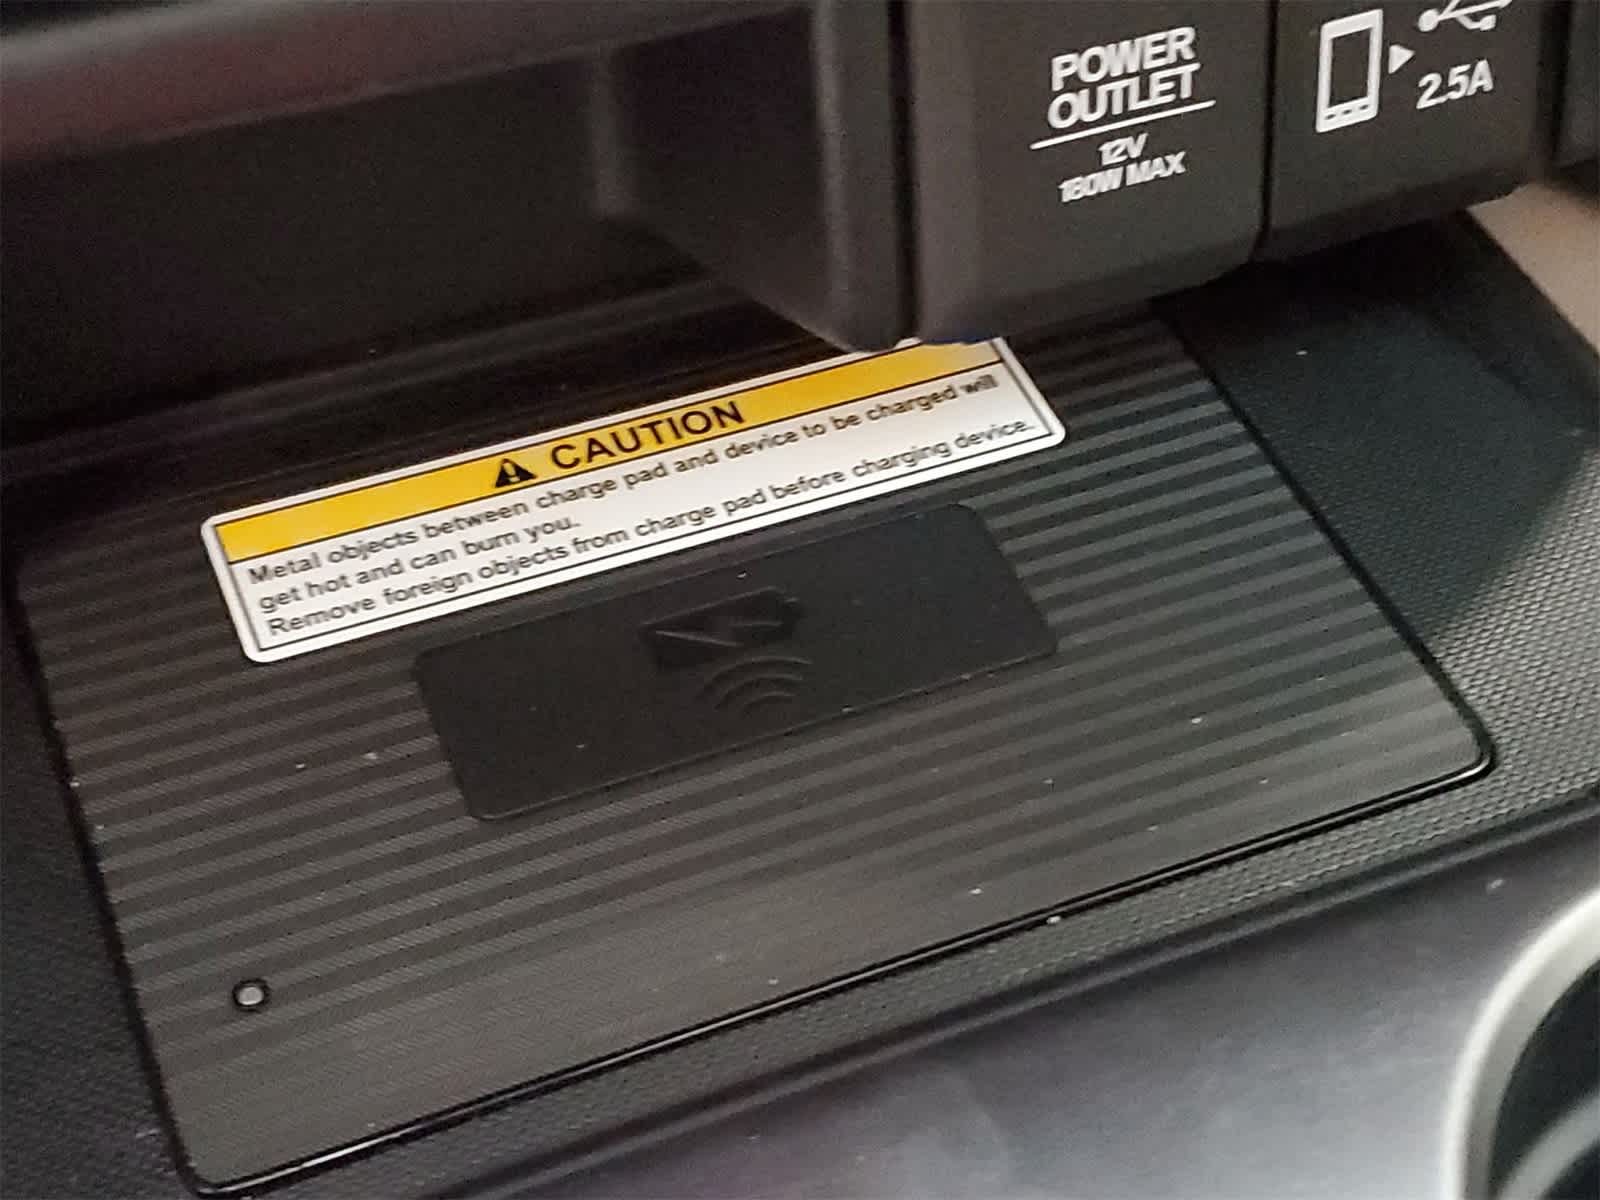 POWER
OUTLET
12V
180W MAX
2.5A
CAUTION
Metal objects between charge pad and device to be charged will
get hot and can burn you.
Remove foreign objects from charge pad before charging device.